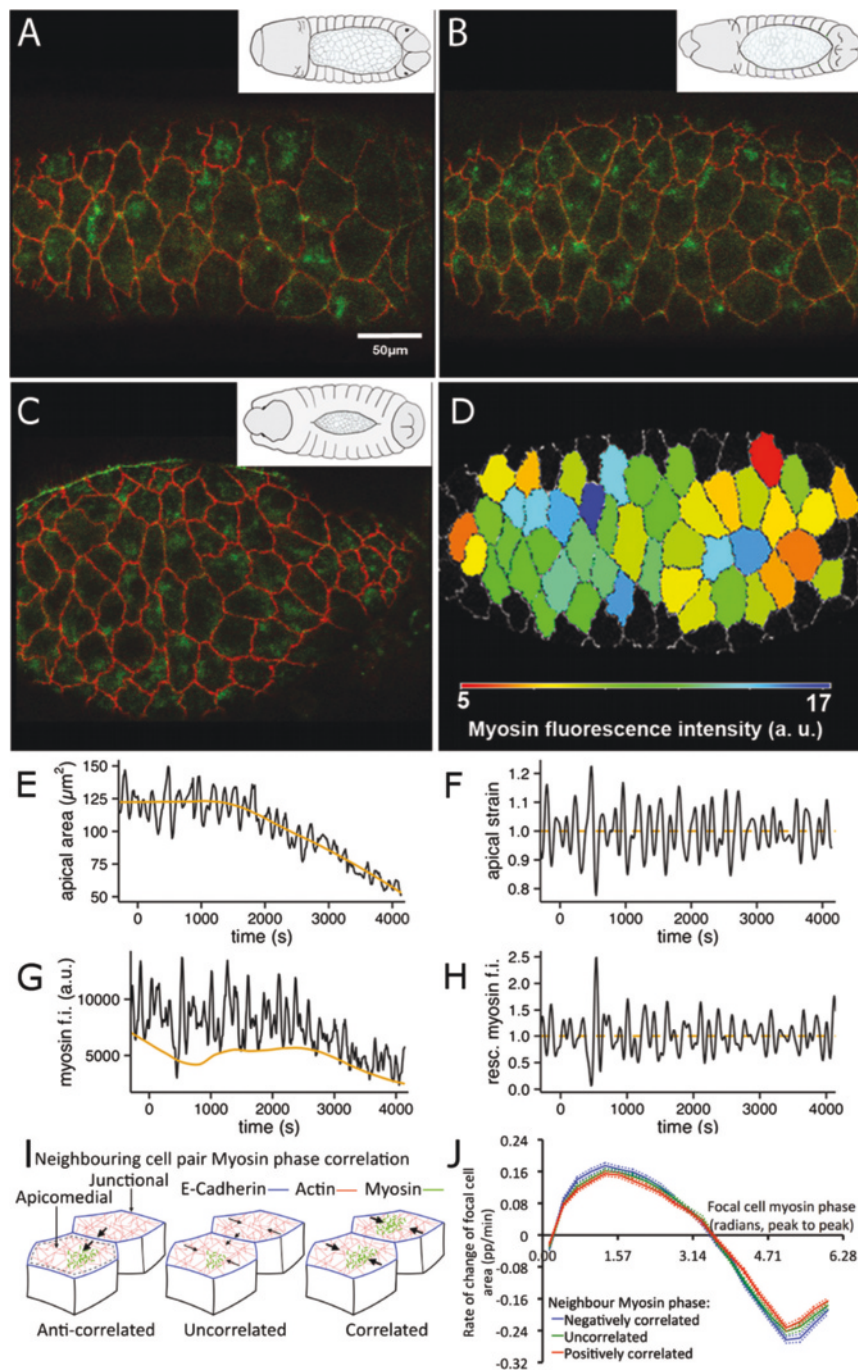 A
B
50µm
C
D
5
17
Myosin fluorescence intensity (a. u.)
E
apical area (µm²)
150
125
100
75
50
0
1000
2000
3000
4000
time (s)
F
apical strain
1.2
1.1
1.0
0.9
0.8
0
1000
2000
3000
4000
time (s)
G
myosin f.i. (a.u.)
10000
5000
0
1000
2000
3000
4000
time (s)
H
resc. myosin f.i.
2.5
2.0
1.5
1.0
0.5
0.0
0
1000
2000
3000
4000
time (s)
I
Neighbouring cell pair Myosin phase correlation
Junctional
Apicomedial
E-Cadherin
Actin
Myosin
Anti-correlated
Uncorrelated
Correlated
J
Rate of change of focal cell
area (pp/min)
0.24
0.16
0.08
0
-0.08
-0.16
-0.24
-0.32
0.00
1.57
3.14
4.71
6.28
Focal cell myosin phase
(radians, peak to peak)
Neighbour Myosin phase:
Negatively correlated
Uncorrelated
Positively correlated